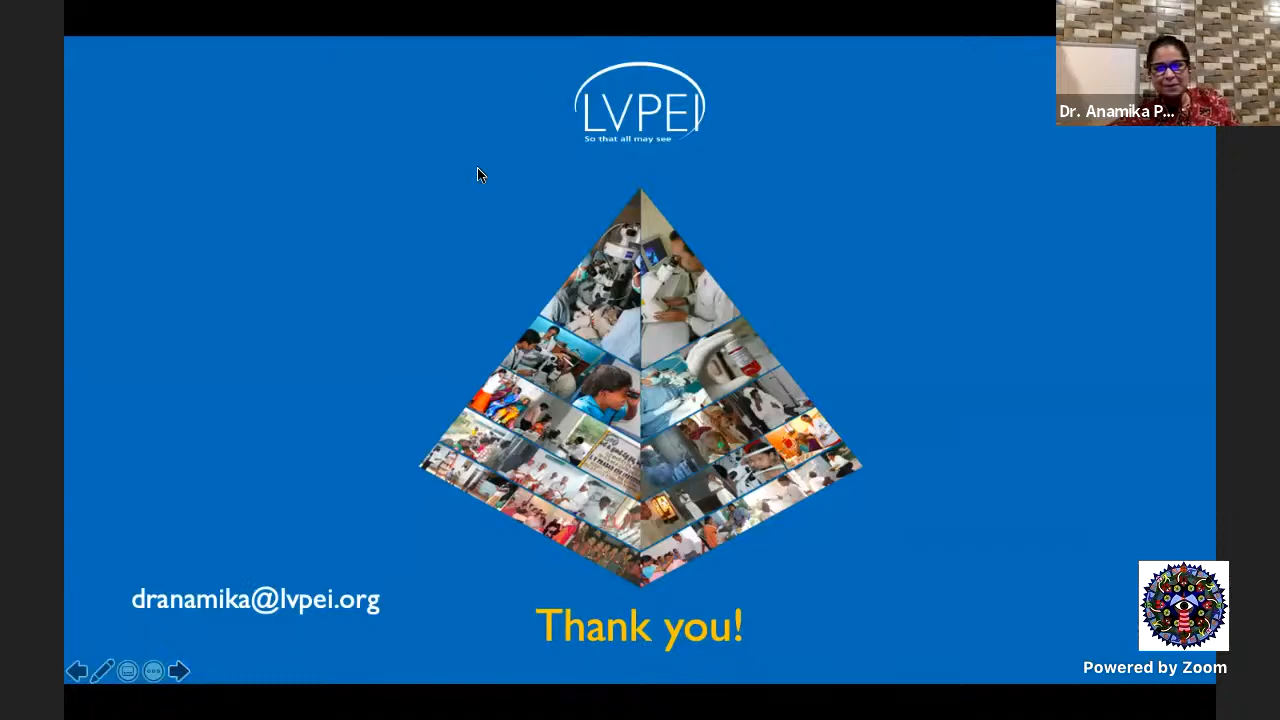 LVPEI
So that all may see
Dr. Anamika P...
dranamika@lvpei.org
Thank you!
Powered by Zoom